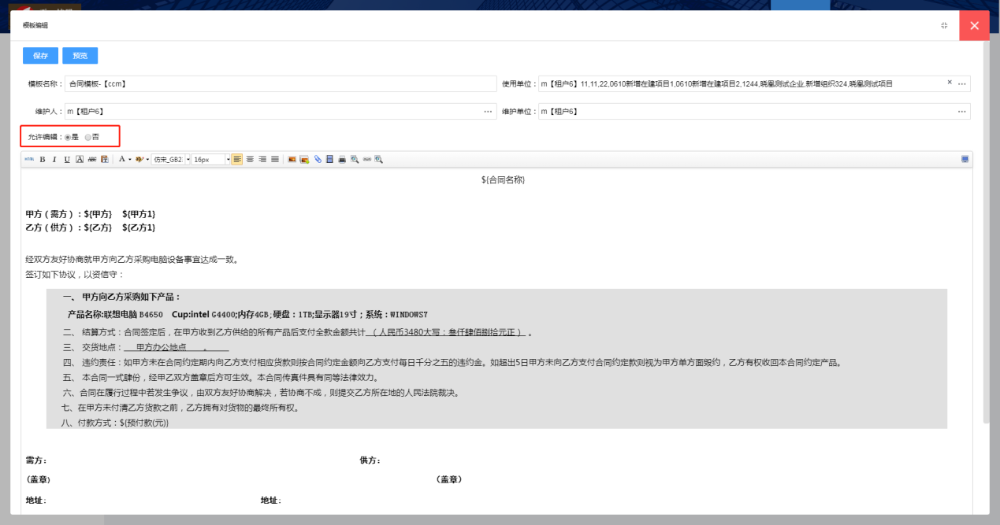 模板编辑
保存 预览
模板名称： 合同模板-【ccm】 使用单位： m【租户6】11,11,22,0610新增在建项目1,0610新增在建项目2,1244,晓凰测试企业,新增组织324,晓凰测试项目
维护人： m【租户6】 维护单位： m【租户6】
允许编辑： 是 否
HTML B I U A ABC A 仿宋_GB2 16px
${合同名称}
甲方（需方）：${甲方} ${甲方1}
乙方（供方）：${乙方} ${乙方1}
经双方友好协商就甲方向乙方采购电脑设备事宜达成一致。
签订如下协议，以资信守：
一、 甲方向乙方采购如下产品：
产品名称:联想电脑 B4650 Cup:intel G4400;内存4GB;硬盘：1TB;显示器19寸；系统：WINDOWS7
二、 结算方式：合同签定后，在甲方收到乙方供给的所有产品后支付全款金额共计 （ 人民币3480大写：叁仟肆佰捌拾元正 ） 。
三、 交货地点： 甲方办公地点 。
四、 违约责任：如甲方未在合同约定期内向乙方支付相应货款则按合同约定金额向乙方支付每日千分之五的违约金。如超出5日甲方未向乙方支付合同约定款则视为甲方单方面毁约，乙方有权收回本合同约定产品。
五、 本合同一式肆份，经甲乙双方盖章后方可生效。本合同传真件具有同等法律效力。
六、合同在履行过程中若发生争议，由双方友好协商解决，若协商不成，则提交乙方所在地的人民法院裁决。
七、在甲方未付清乙方货款之前，乙方拥有对货物的最终所有权。
八、付款方式：${预付款(元)}
需方： 供方：
（盖章） （盖章）
地址： 地址：